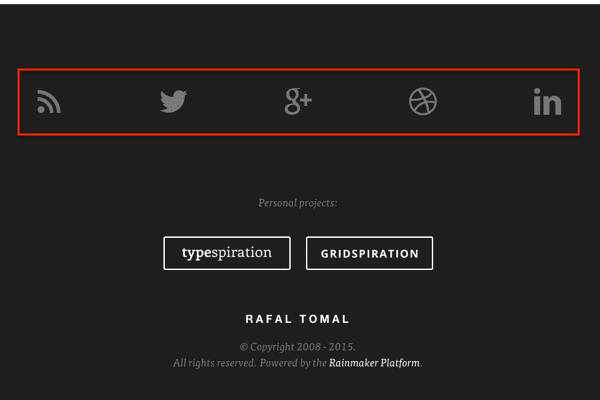 g+
in
Personal projects:
typespiration
GRIDSPIRATION
RAFAL TOMAL
© Copyright 2008 - 2015.
All rights reserved. Powered by the Rainmaker Platform.